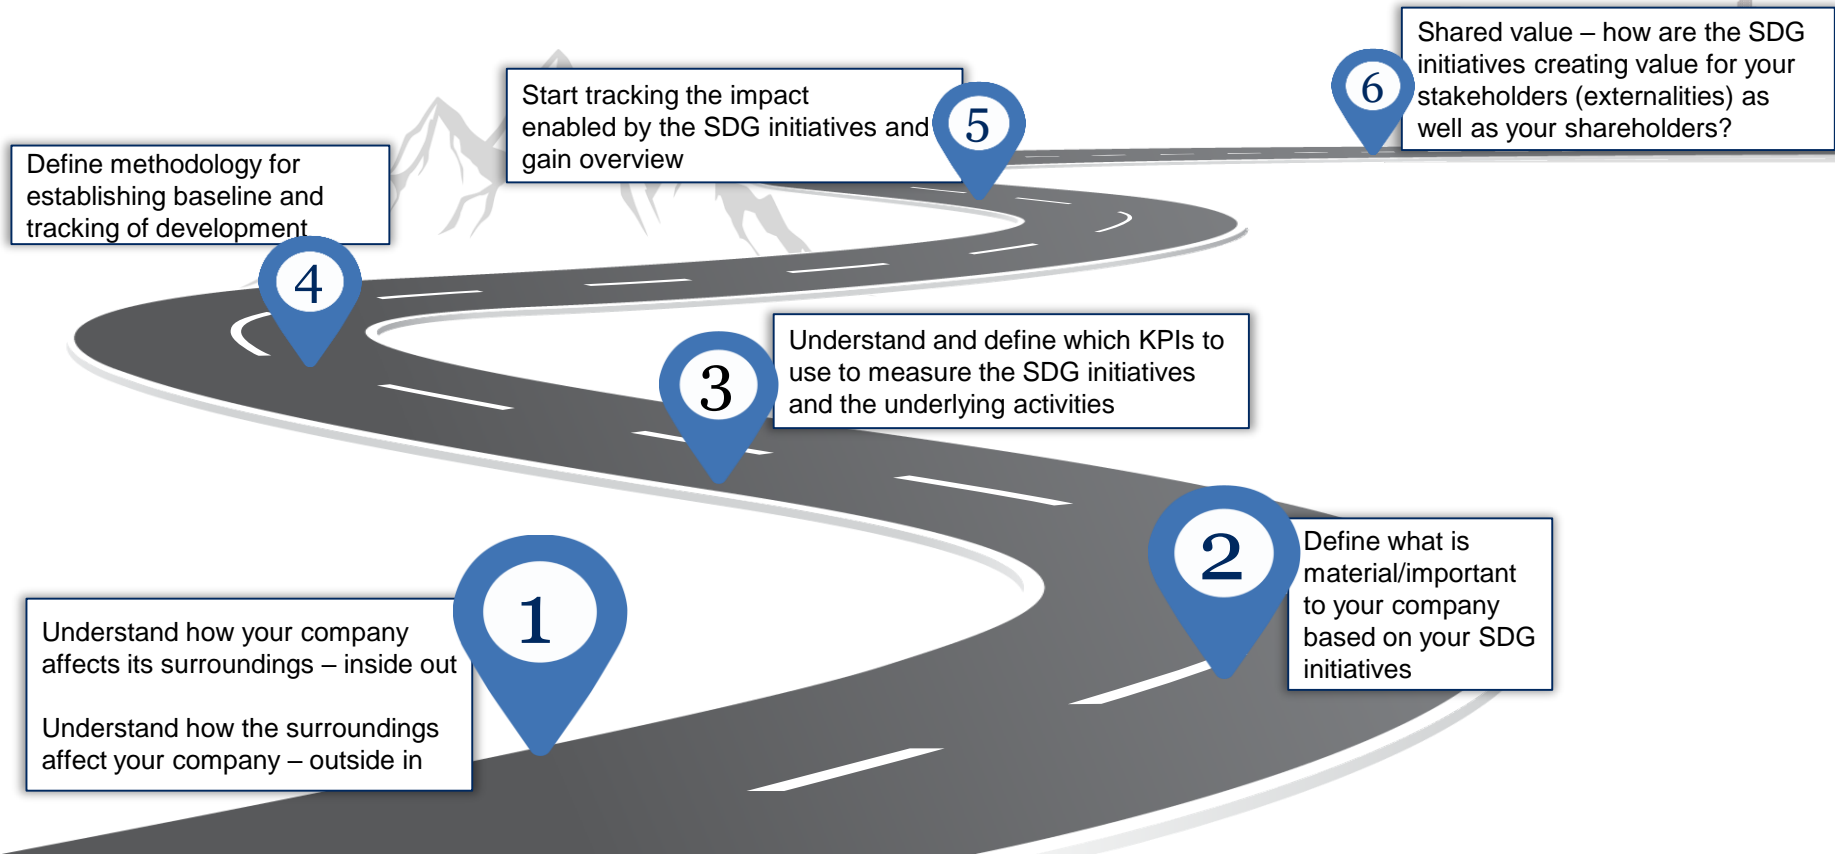 1
Understand how your company
affects its surroundings – inside out
Understand how the surroundings
affect your company – outside in
2
Define what is
material/important
to your company
based on your SDG
initiatives
3
Understand and define which KPIs to
use to measure the SDG initiatives
and the underlying activities
4
Define methodology for
establishing baseline and
tracking of development
5
Start tracking the impact
enabled by the SDG initiatives and
gain overview
6
Shared value – how are the SDG
initiatives creating value for your
stakeholders (externalities) as
well as your shareholders?